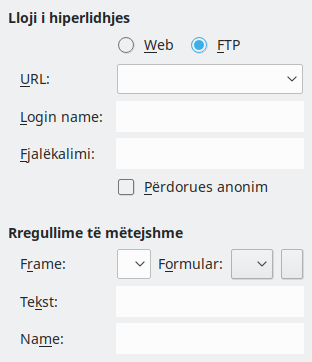 Lloji i hiperlidhjes
Web FTP
URL:
Login name:
Fjalëkalimi:
Përdorues anonim
Rregullime të mëtejshme
Frame: Formular:
Tekst:
Name: